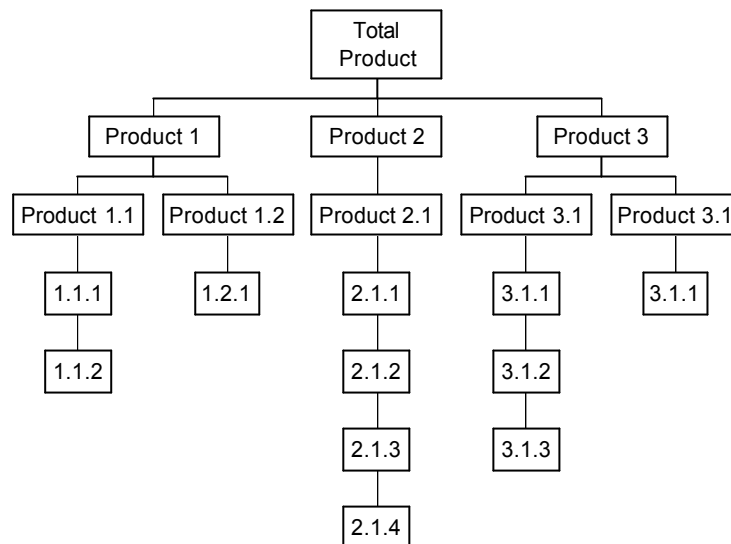 Total
Product
Product 1
Product 2
Product 3
Product 1.1
Product 1.2
Product 2.1
Product 3.1
Product 3.1
1.1.1
1.2.1
2.1.1
3.1.1
3.1.1
1.1.2
2.1.2
3.1.2
2.1.3
3.1.3
2.1.4